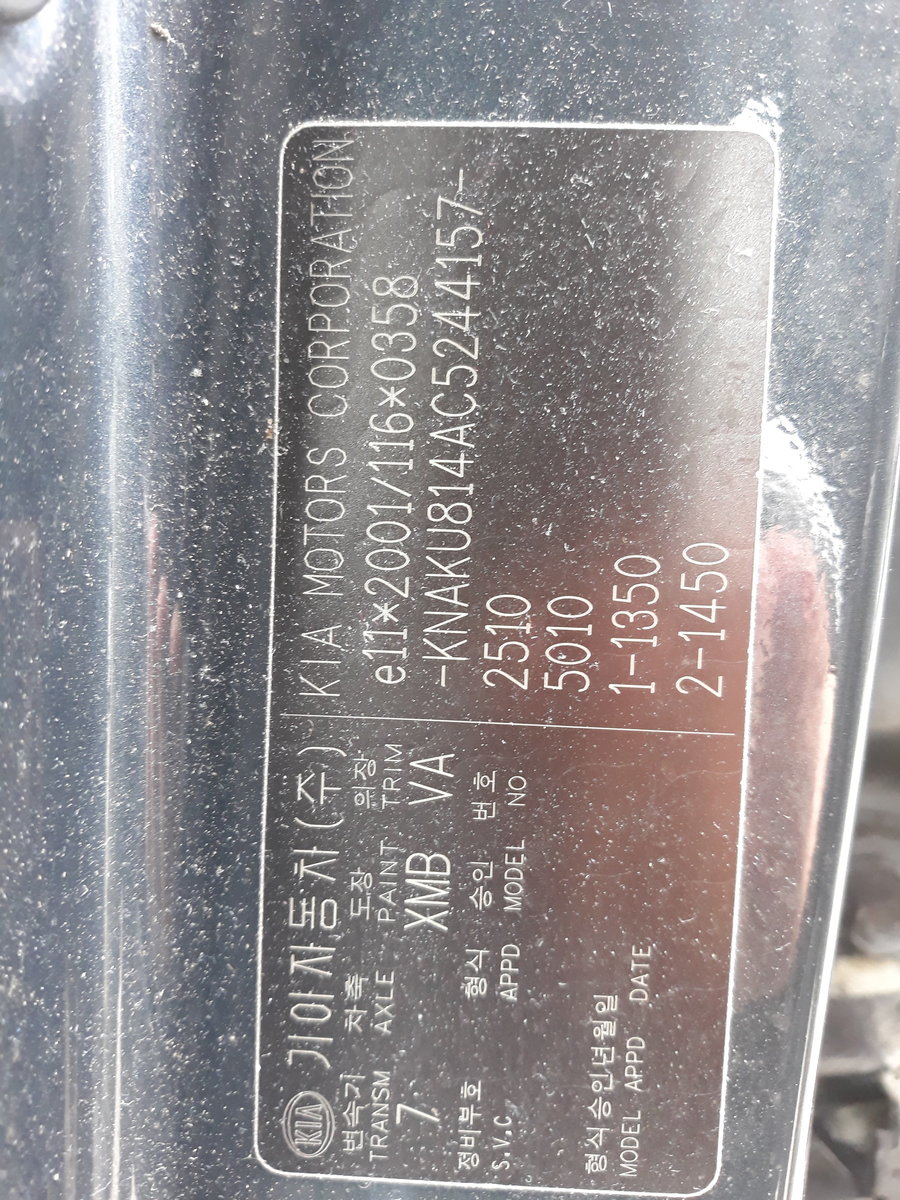 KIA 기아자동차(주) KIA MOTORS CORPORATION
변속기 차축 도장 의장
TRANSM AXLE PAINT TRIM
7 XMB VA
e11*2001/116*0358
-KNAKU814AC5244157-
정비부호 형식 승인 번호
S.V.C APPD MODEL NO
2510
5010
형식승인년월일
MODEL APPD DATE
1-1350
2-1450